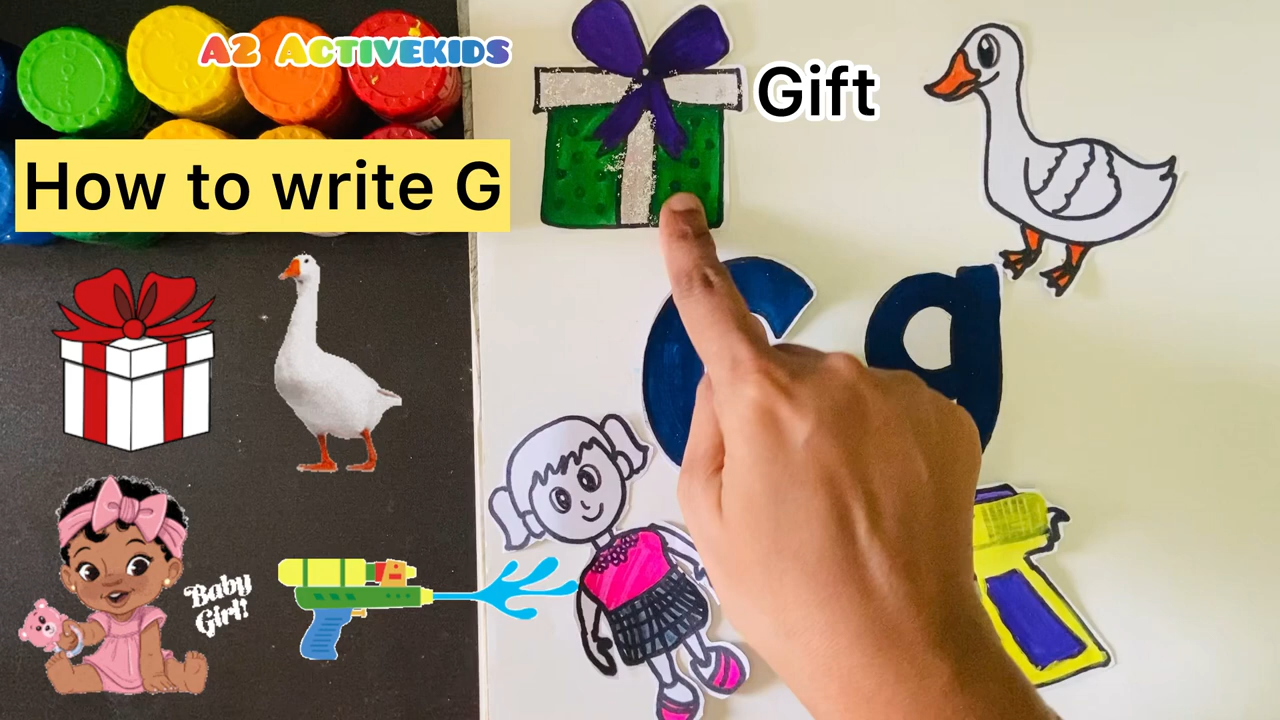 A2 ACTIVEKIDS
Gift
How to write G
G g
Baby
Girl!